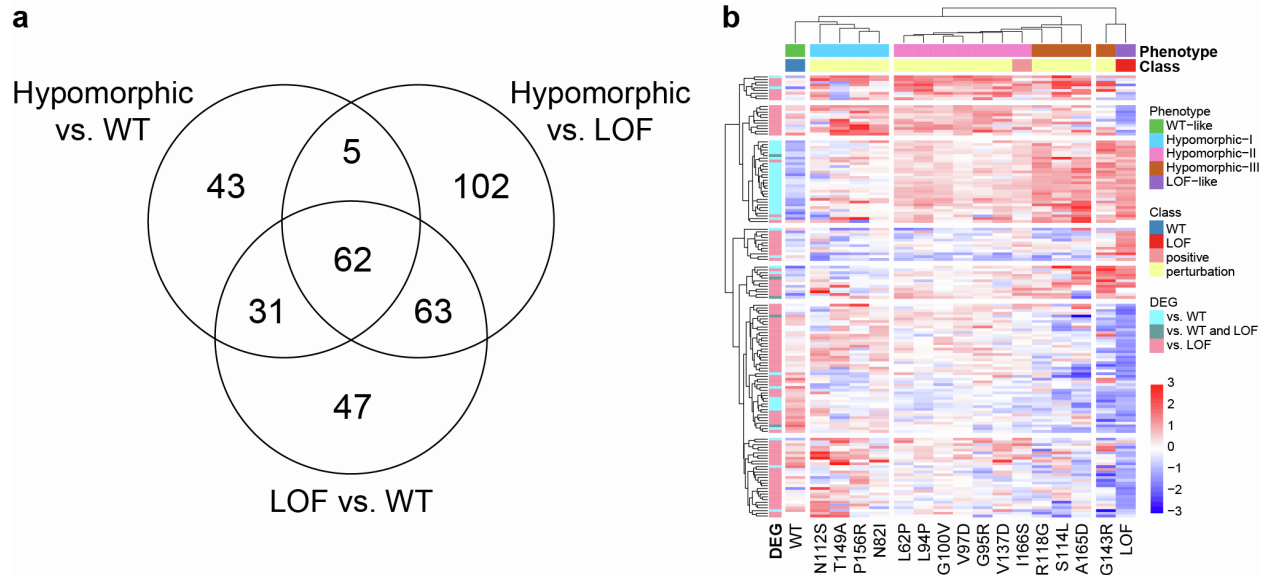 a
Hypomorphic
vs. WT
Hypomorphic
vs. LOF
5
43
102
62
31
63
47
LOF vs. WT
b
Phenotype
Class
Phenotype
WT−like
Hypomorphic−I
Hypomorphic−II
Hypomorphic−III
LOF−like
Class
WT
LOF
positive
perturbation
DEG
vs. WT
vs. WT and LOF
vs. LOF
3
2
1
0
−1
−2
−3
DEG
WT
N112S
T149A
P156R
N82I
L62P
L94P
G100V
V97D
G95R
V137D
I166S
R118G
S114L
A165D
G143R
LOF